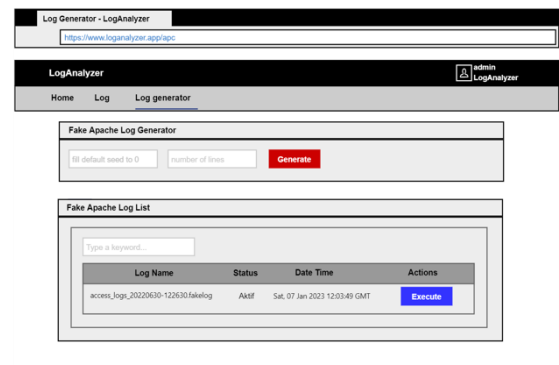 Log Generator - LogAnalyzer
https://www.loganalyzer.app/apc
LogAnalyzer
admin
LogAnalyzer
Home Log Log generator
Fake Apache Log Generator
fill default seed to 0 number of lines Generate
Fake Apache Log List
Type a keyword...
Log Name Status Date Time Actions
access_logs_20220630-122630.fakelog Aktif Sat, 07 Jan 2023 12:03:49 GMT Execute